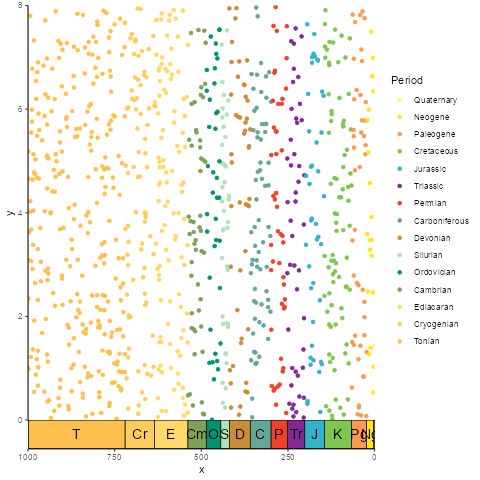 8
6
4
2
0
y
T Cr E Cm O S D C P Tr J K Pg Ng
1000 750 500 250 0
x
Period
Quaternary
Neogene
Paleogene
Cretaceous
Jurassic
Triassic
Permian
Carboniferous
Devonian
Silurian
Ordovician
Cambrian
Ediacaran
Cryogenian
Tonian